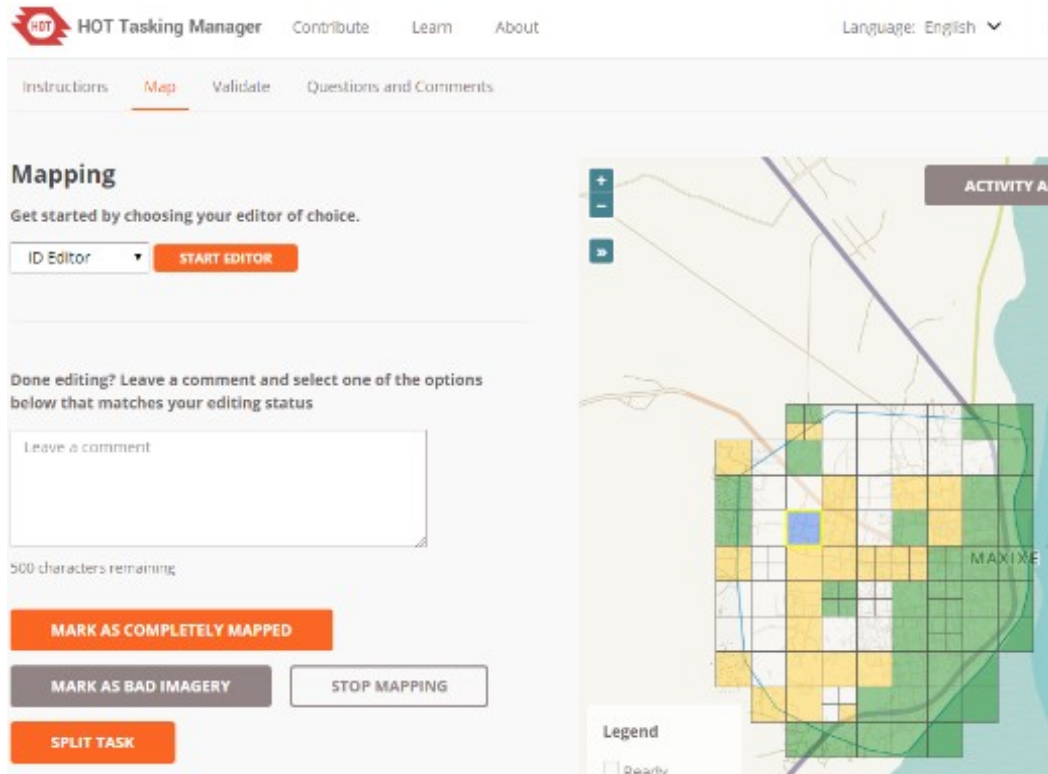 HOT HOT Tasking Manager Contribute Learn About Language: English
Instructions Map Validate Questions and Comments
Mapping
Get started by choosing your editor of choice.
ID Editor START EDITOR
Done editing? Leave a comment and select one of the options
below that matches your editing status
Leave a comment
500 characters remaining
MARK AS COMPLETELY MAPPED
MARK AS BAD IMAGERY STOP MAPPING
SPLIT TASK
+
-
»
ACTIVITY A
MAXIXE
Legend
Ready